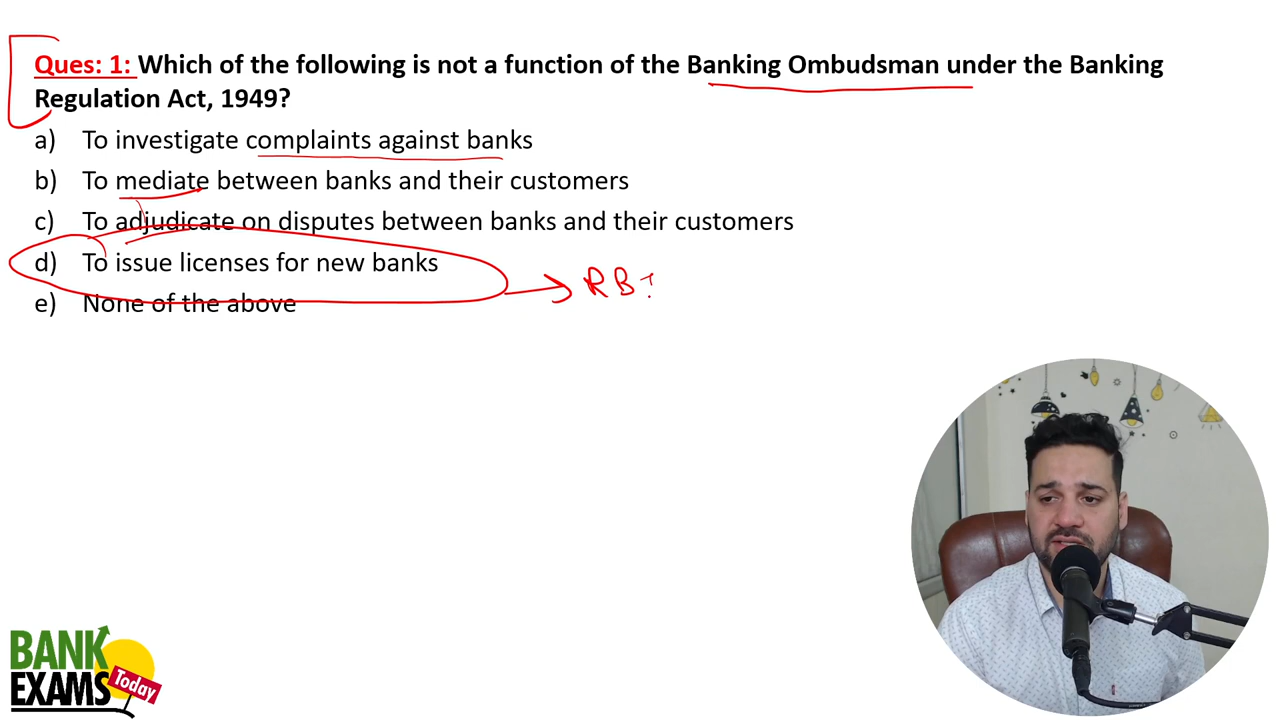 Ques: 1: Which of the following is not a function of the Banking Ombudsman under the Banking
Regulation Act, 1949?
a) To investigate complaints against banks
b) To mediate between banks and their customers
c) To adjudicate on disputes between banks and their customers
d) To issue licenses for new banks
RBI
e) None of the above
BANK
EXAMS
Today